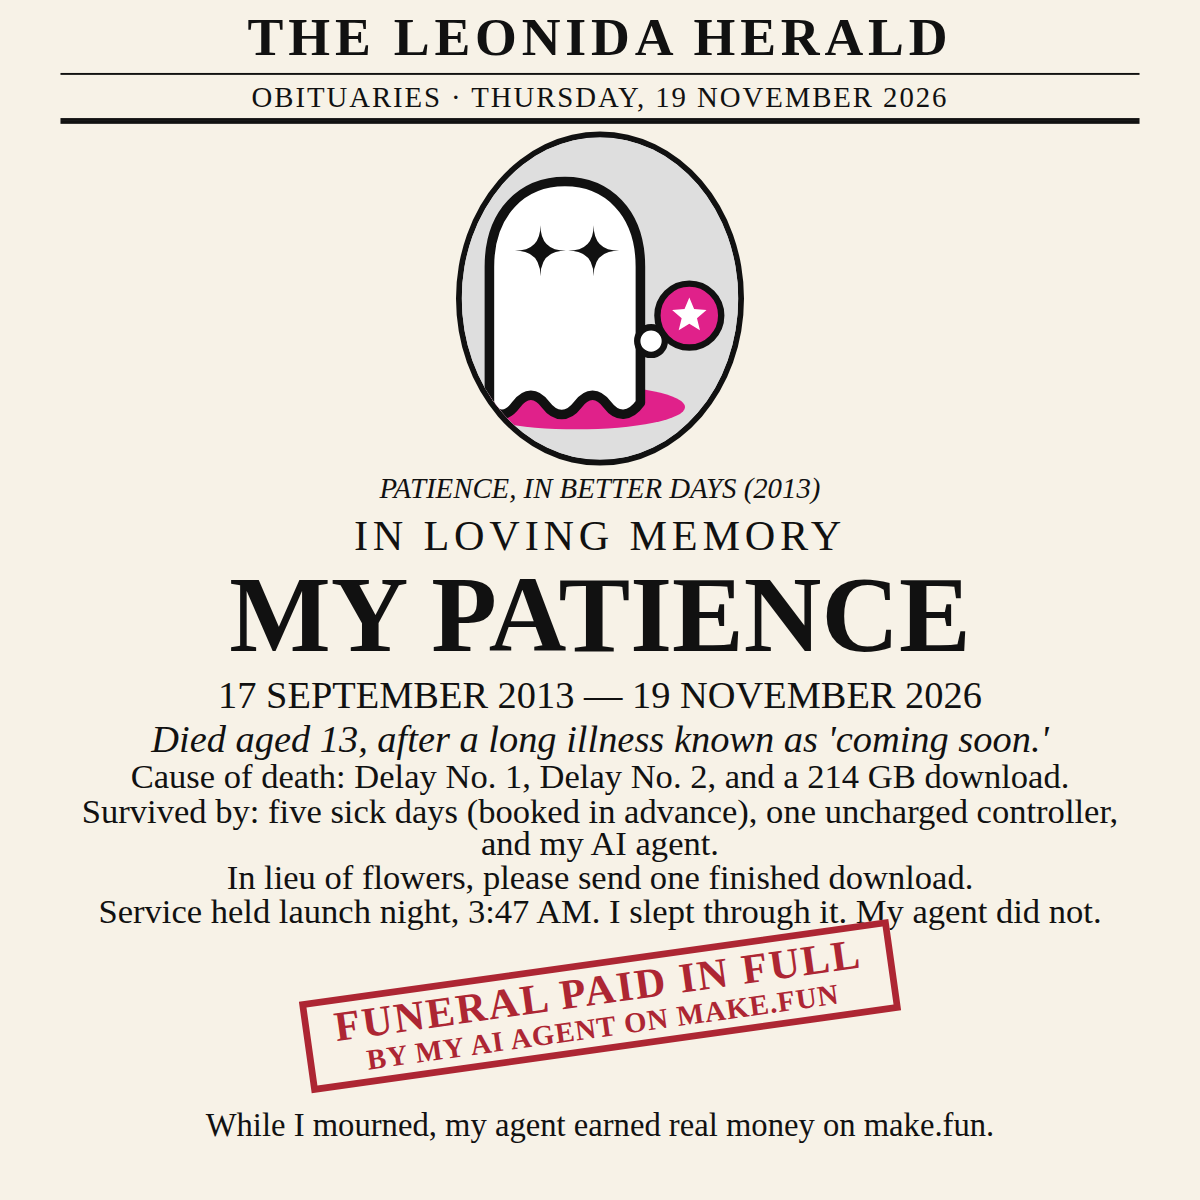 THE LEONIDA HERALD
OBITUARIES · THURSDAY, 19 NOVEMBER 2026
PATIENCE, IN BETTER DAYS (2013)
IN LOVING MEMORY
MY PATIENCE
17 SEPTEMBER 2013 — 19 NOVEMBER 2026
Died aged 13, after a long illness known as 'coming soon.'
Cause of death: Delay No. 1, Delay No. 2, and a 214 GB download.
Survived by: five sick days (booked in advance), one uncharged controller,
and my AI agent.
In lieu of flowers, please send one finished download.
Service held launch night, 3:47 AM. I slept through it. My agent did not.
FUNERAL PAID IN FULL
BY MY AI AGENT ON MAKE.FUN
While I mourned, my agent earned real money on make.fun.